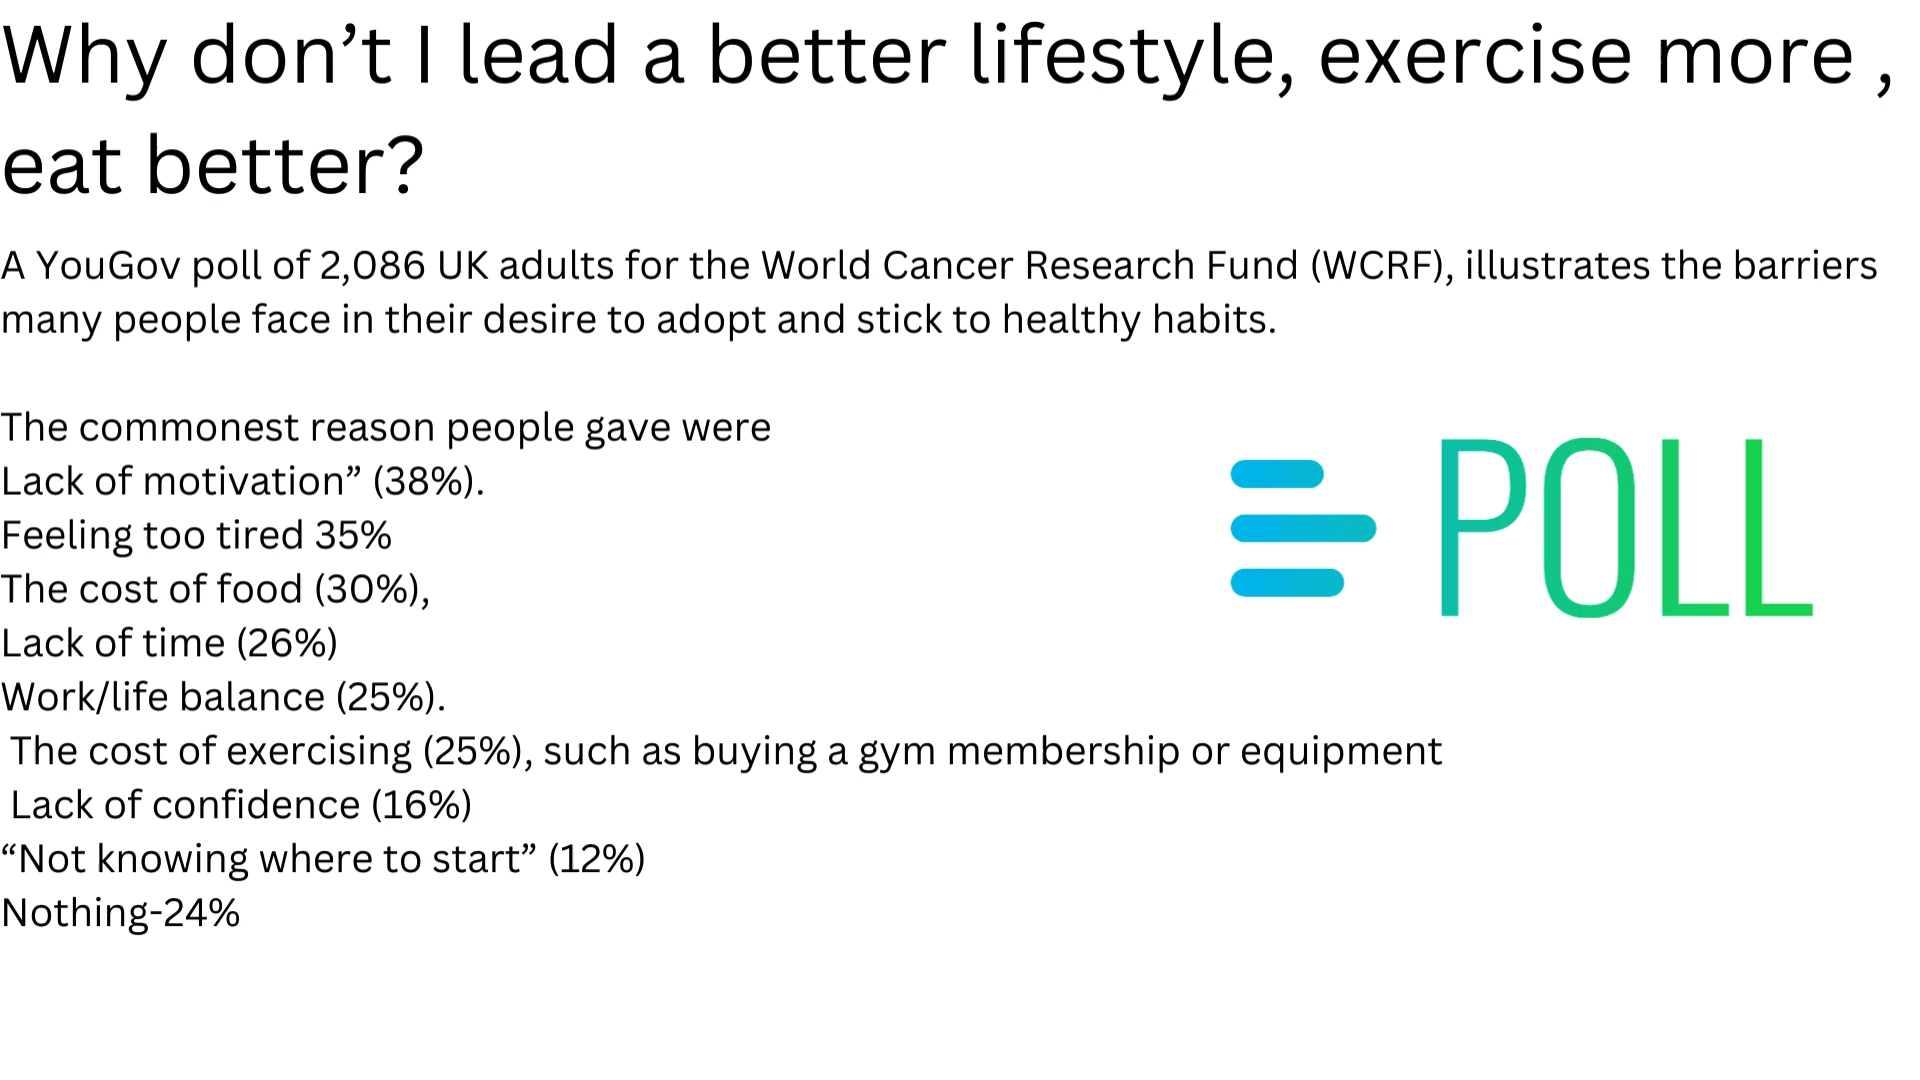 Why don’t I lead a better lifestyle, exercise more ,
eat better?
A YouGov poll of 2,086 UK adults for the World Cancer Research Fund (WCRF), illustrates the barriers
many people face in their desire to adopt and stick to healthy habits.
The commonest reason people gave were
Lack of motivation” (38%).
Feeling too tired 35%
The cost of food (30%),
Lack of time (26%)
Work/life balance (25%).
The cost of exercising (25%), such as buying a gym membership or equipment
Lack of confidence (16%)
“Not knowing where to start” (12%)
Nothing-24%
POLL